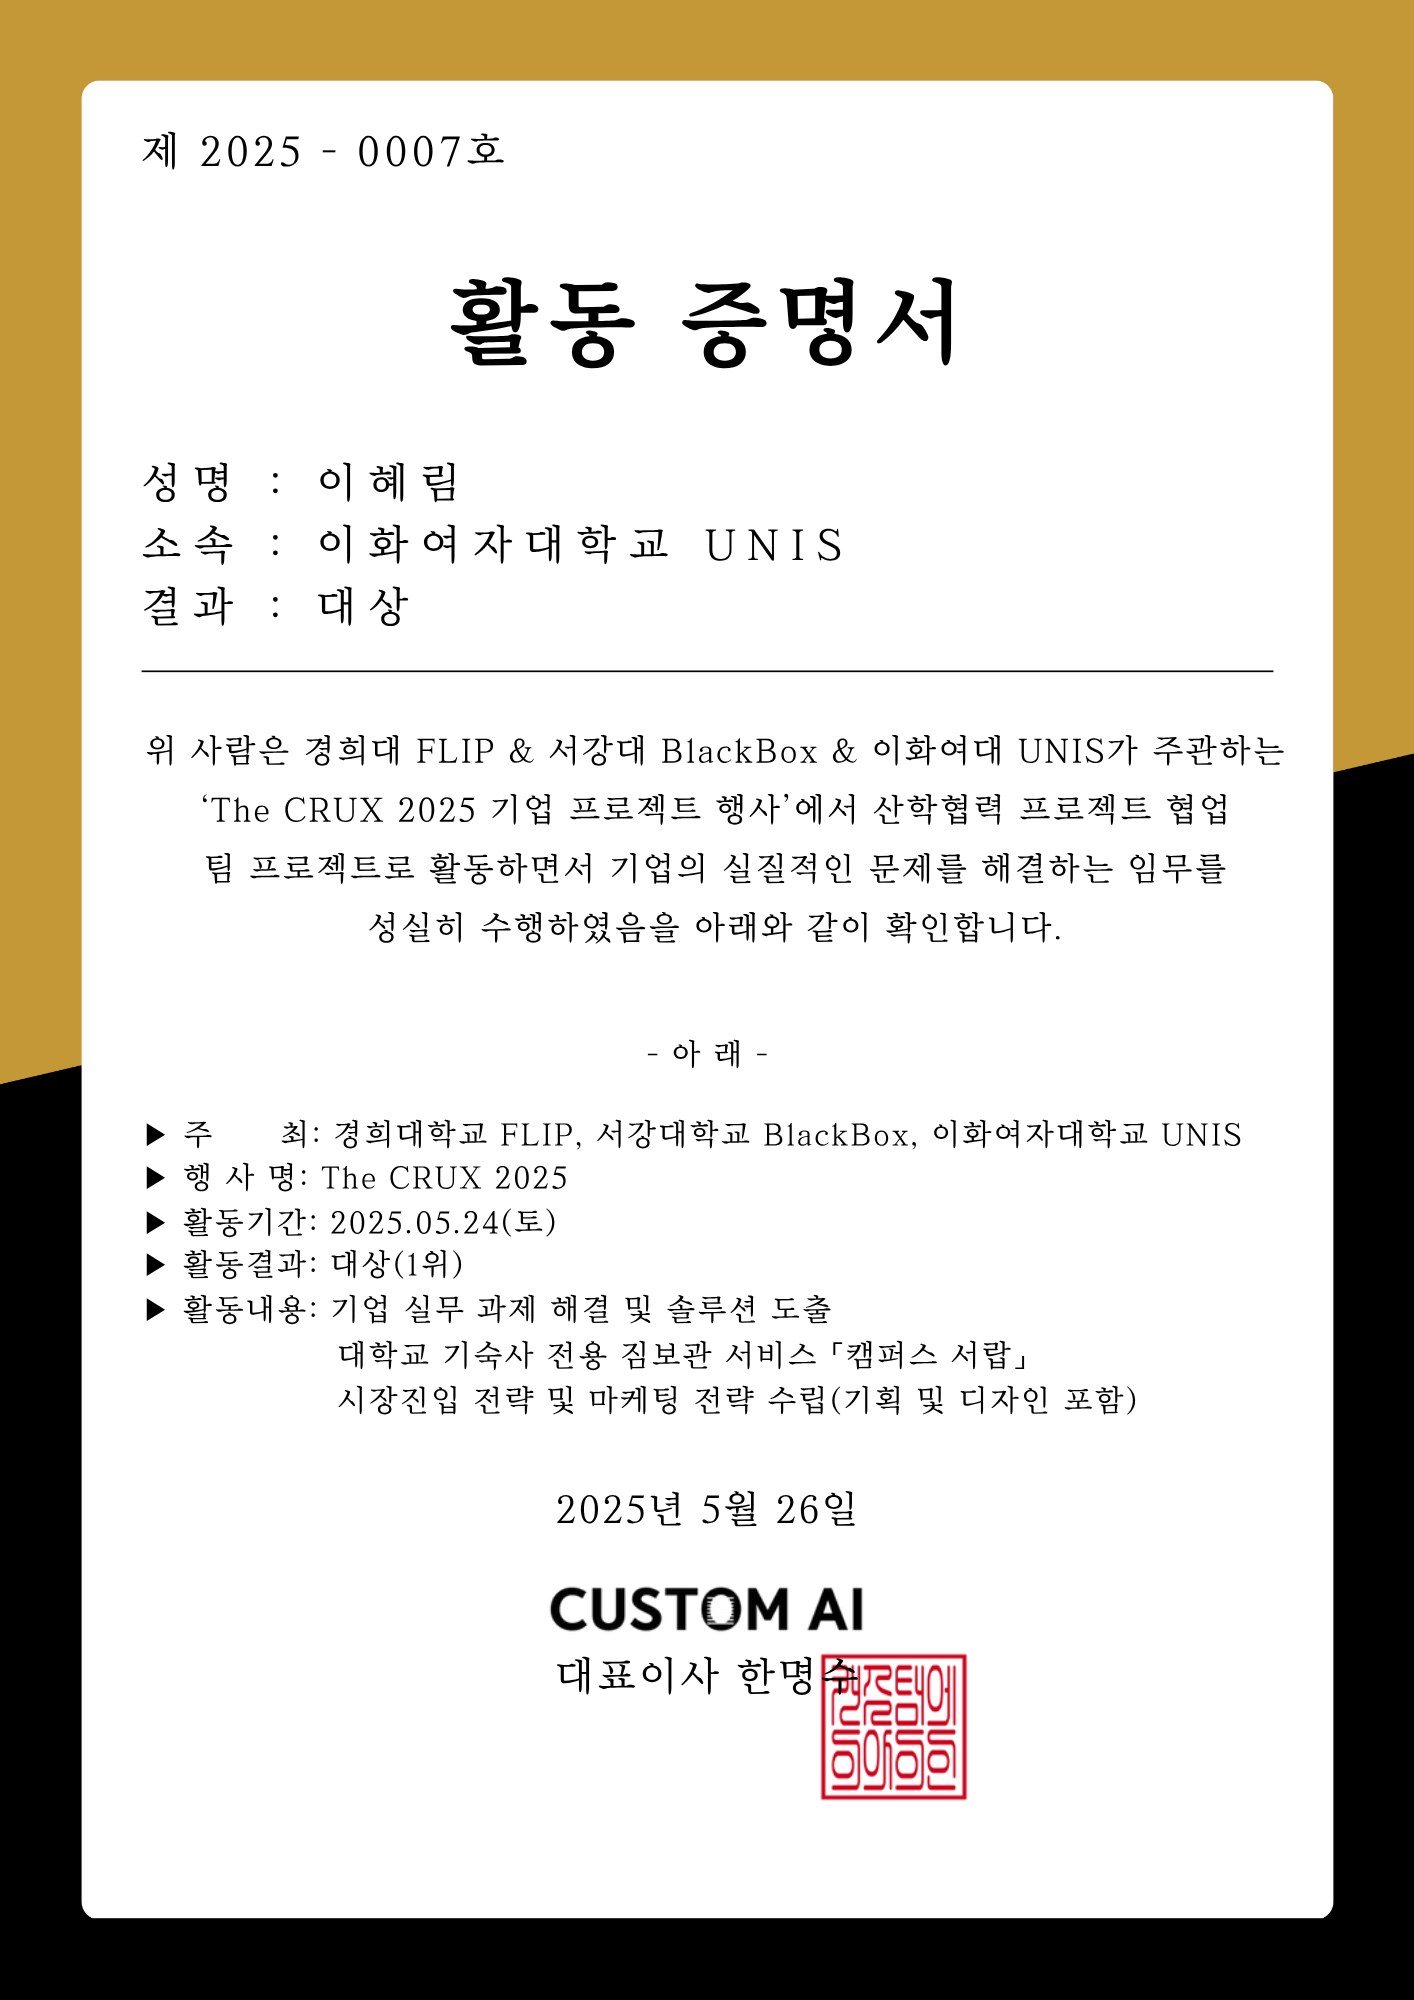 제 2025 - 0007호
활동 증명서
성명 : 이혜림
소속 : 이화여자대학교 UNIS
결과 : 대상
위 사람은 경희대 FLIP & 서강대 BlackBox & 이화여대 UNIS가 주관하는
‘The CRUX 2025 기업 프로젝트 행사’에서 산학협력 프로젝트 협업
팀 프로젝트로 활동하면서 기업의 실질적인 문제를 해결하는 임무를
성실히 수행하였음을 아래와 같이 확인합니다.
- 아 래 -
▶ 주 최: 경희대학교 FLIP, 서강대학교 BlackBox, 이화여자대학교 UNIS
▶ 행 사 명: The CRUX 2025
▶ 활동기간: 2025.05.24(토)
▶ 활동결과: 대상(1위)
▶ 활동내용: 기업 실무 과제 해결 및 솔루션 도출
대학교 기숙사 전용 짐보관 서비스 ｢캠퍼스 서랍｣
시장진입 전략 및 마케팅 전략 수립(기획 및 디자인 포함)
2025년 5월 26일
CUSTOM AI
대표이사 한명수